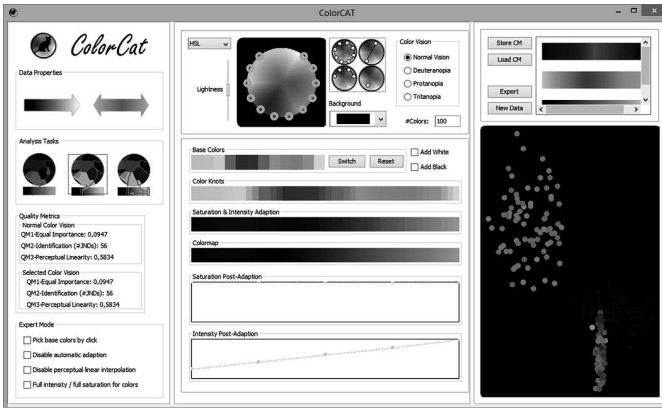 ColorCAT
ColorCat
Data Properties
Analysis Tasks
Quality Metrics
Normal Color Vision
QM1-Equal Importance: 0,0947
QM2-Identification (#JNDs): 56
QM3-Perceptual Linearity: 0,5834
Selected Color Vision
QM1-Equal Importance: 0,0947
QM2-Identification (#JNDs): 56
QM3-Perceptual Linearity: 0,5834
Expert Mode
Pick base colors by click
Disable automatic adaption
Disable perceptual linear interpolation
Full intensity / full saturation for colors
HSL
Lightness
Background
Color Vision
Normal Vision
Deuteranopia
Protanopia
Tritanopia
#Colors: 100
Base Colors
Switch
Reset
Add White
Add Black
Color Knots
Saturation & Intensity Adaption
Colormap
Saturation Post-Adaption
Intensity Post-Adaption
Store CM
Load CM
Export
New Data